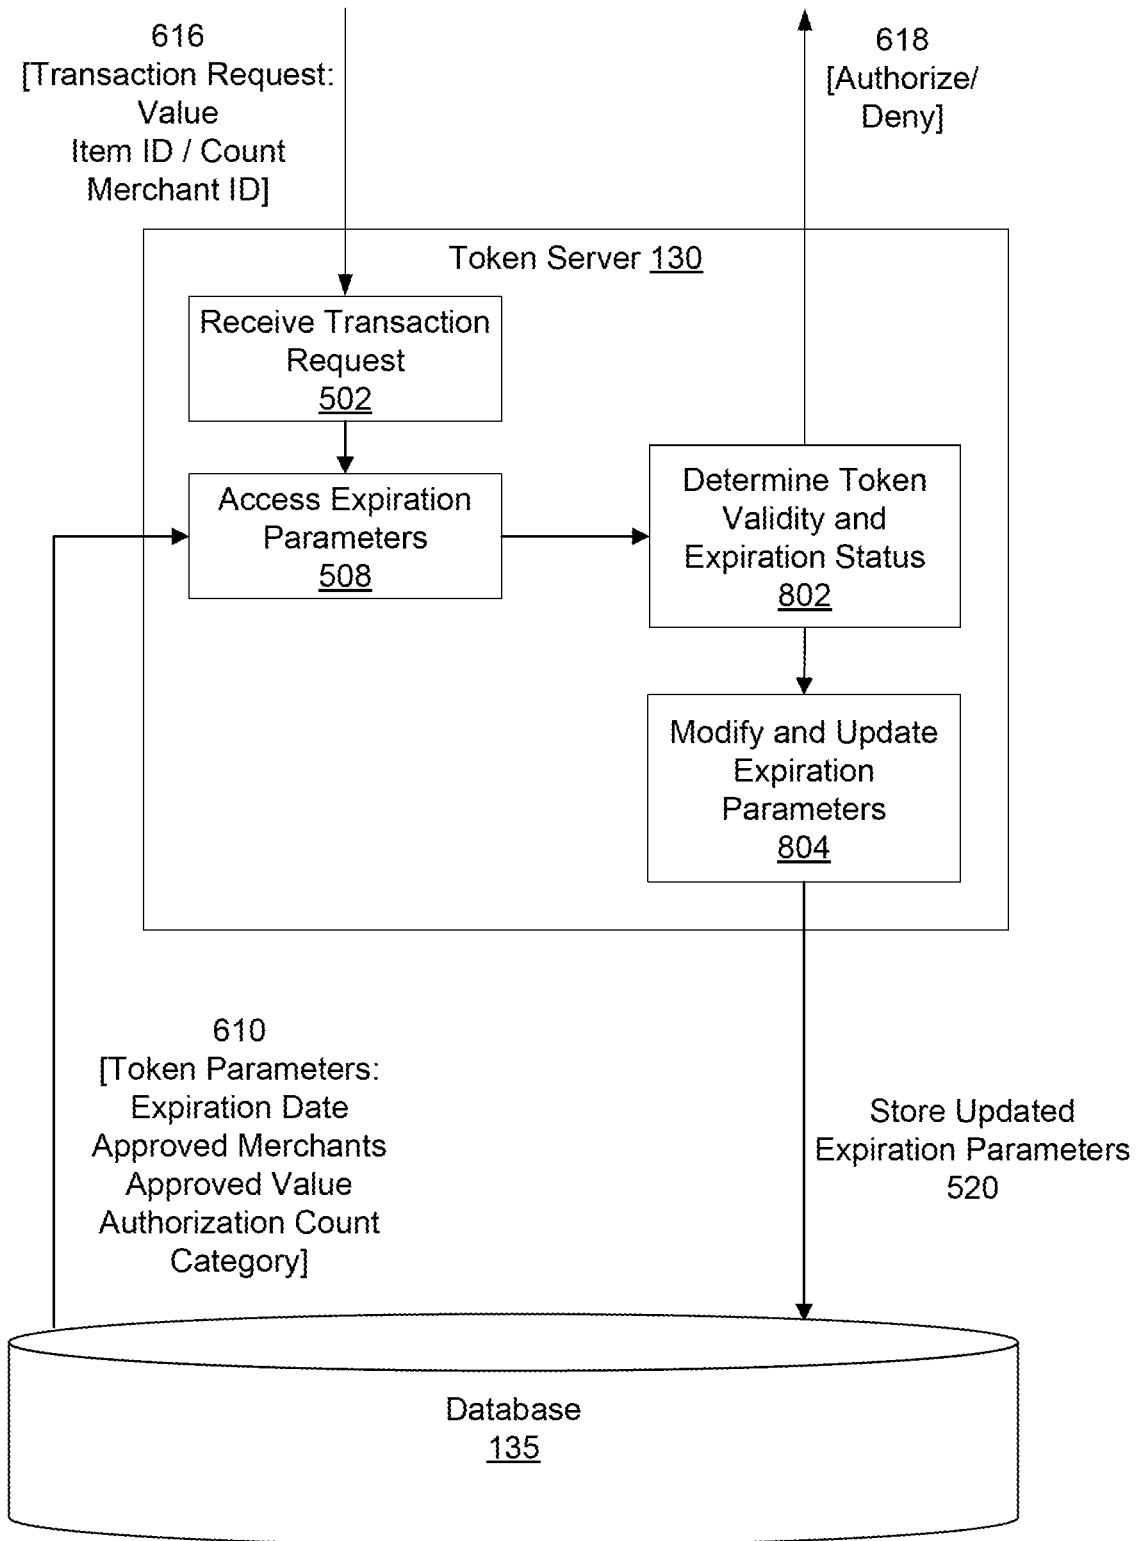 616
[Transaction Request:
Value
Item ID / Count
Merchant ID]
618
[Authorize/
Deny]
Token Server 130
Receive Transaction
Request
502
Access Expiration
Parameters
508
Determine Token
Validity and
Expiration Status
802
Modify and Update
Expiration
Parameters
804
610
[Token Parameters:
Expiration Date
Approved Merchants
Approved Value
Authorization Count
Category]
Store Updated
Expiration Parameters
520
Database
135